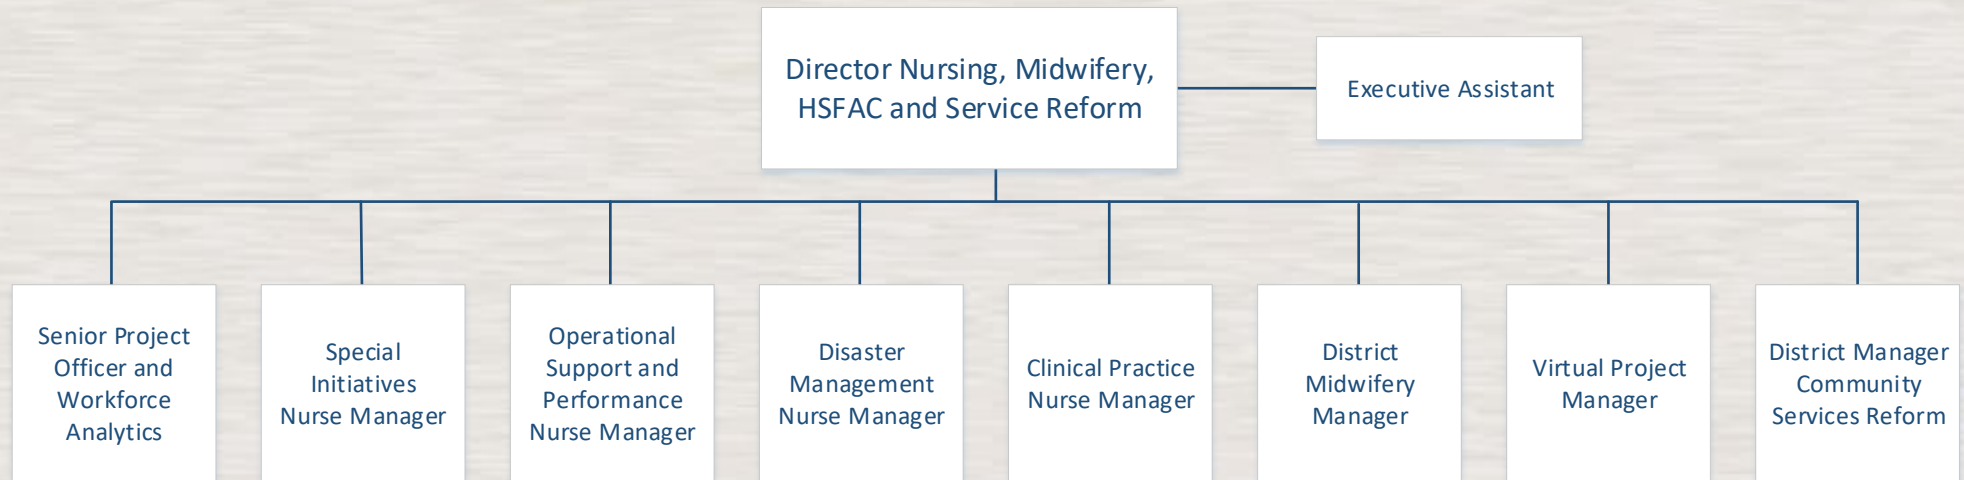 Director Nursing, Midwifery,
HSFAC and Service Reform
Executive Assistant
Senior Project
Officer and
Workforce
Analytics
Special
Initiatives
Nurse Manager
Operational
Support and
Performance
Nurse Manager
Disaster
Management
Nurse Manager
Clinical Practice
Nurse Manager
District
Midwifery
Manager
Virtual Project
Manager
District Manager
Community
Services Reform